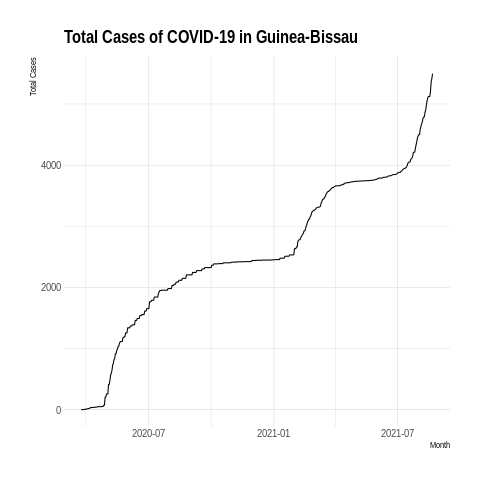 Total Cases of COVID-19 in Guinea-Bissau
Total Cases
4000
2000
0
2020-07
2021-01
2021-07
Month